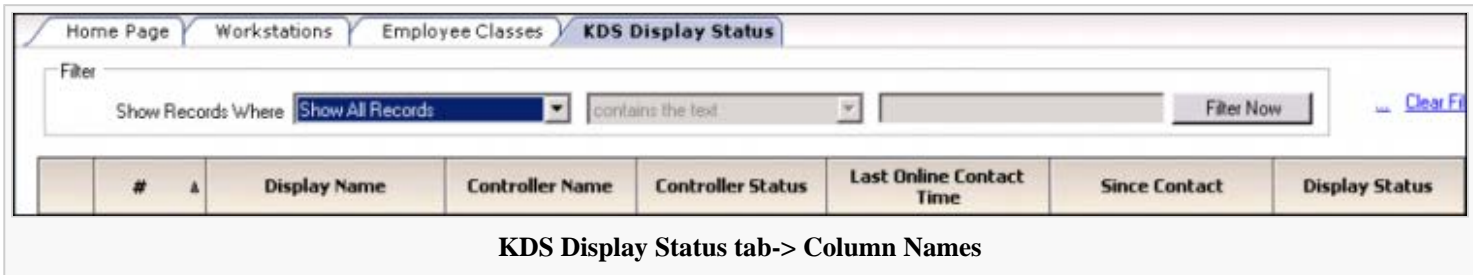 Home Page Workstations Employee Classes KDS Display Status
Filter
Show Records Where Show All Records contains the text Filter Now ... Clear Fil
# Display Name Controller Name Controller Status Last Online Contact Time Since Contact Display Status
KDS Display Status tab-> Column Names